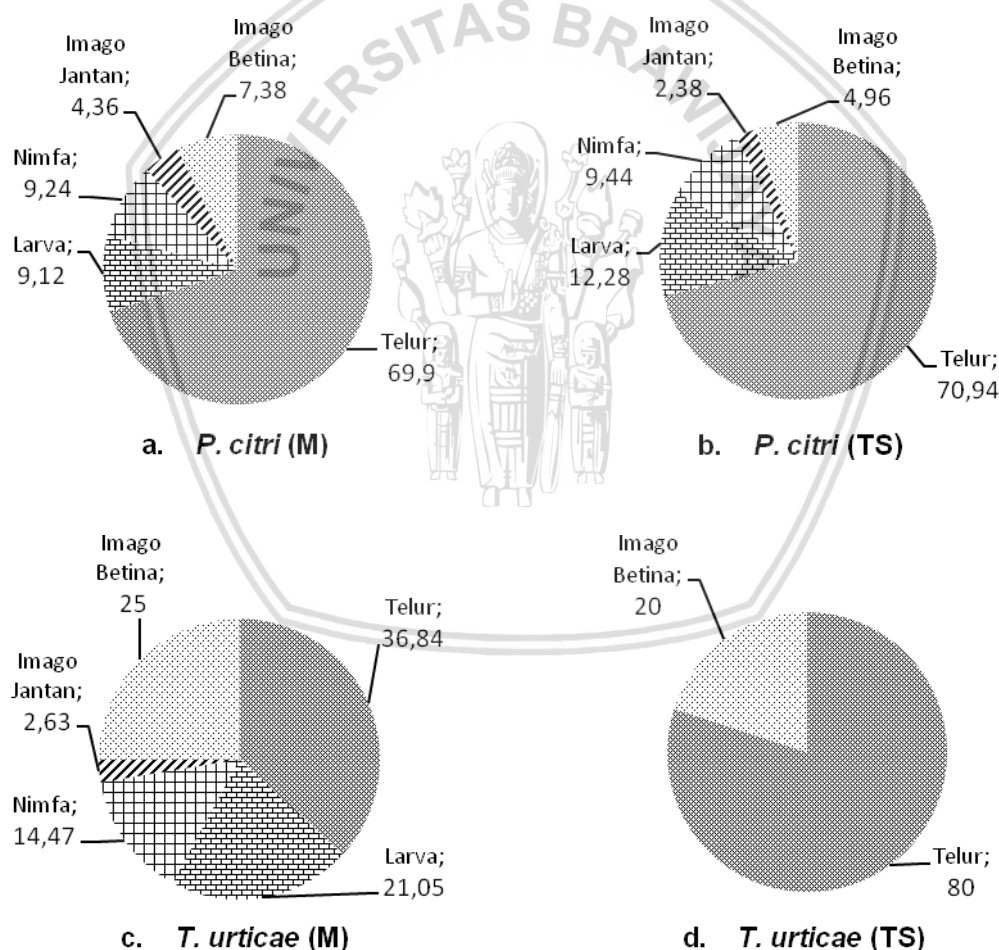 UNIVERSITAS BRAWIJAYA
Imago
Jantan;
4,36
Imago
Betina;
7,38
Nimfa;
9,24
Larva;
9,12
Telur;
69,9
a. P. citri (M)
Imago
Jantan;
2,38
Imago
Betina;
4,96
Nimfa;
9,44
Larva;
12,28
Telur;
70,94
b. P. citri (TS)
Imago
Betina;
25
Telur;
36,84
Imago
Jantan;
2,63
Nimfa;
14,47
Larva;
21,05
c. T. urticae (M)
Imago
Betina;
20
Telur;
80
d. T. urticae (TS)